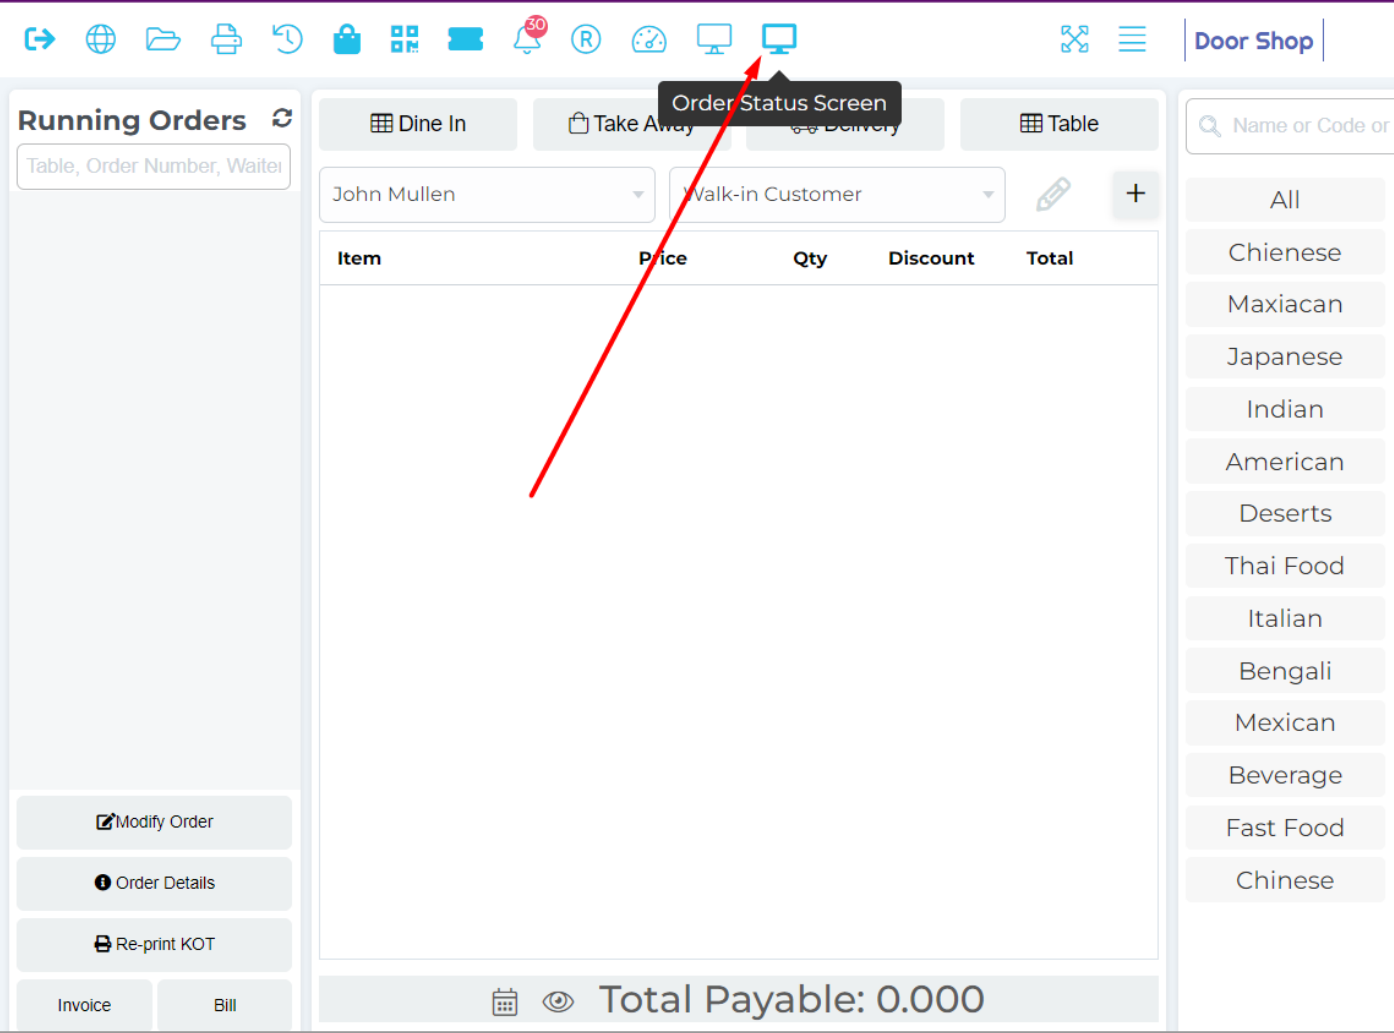 30
Door Shop
Order Status Screen
Running Orders
Table, Order Number, Waiter
Dine In
Take Away
Delivery
Table
Name or Code or
John Mullen
Walk-in Customer
+
Item Price Qty Discount Total
All
Chienese
Maxiacan
Japanese
Indian
American
Deserts
Thai Food
Italian
Bengali
Mexican
Beverage
Fast Food
Chinese
Modify Order
Order Details
Re-print KOT
Invoice
Bill
Total Payable: 0.000